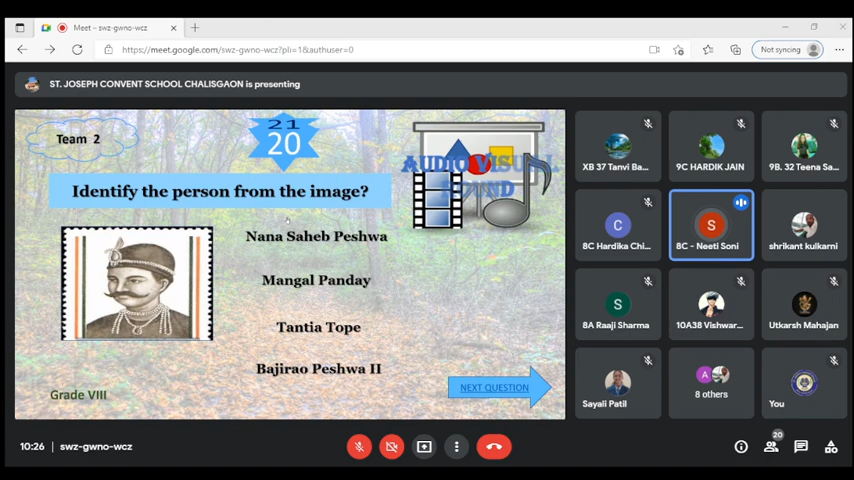 Meet – swz-gwno-wcz
https://meet.google.com/swz-gwno-wcz?pli=1&authuser=0
Not syncing
ST. JOSEPH CONVENT SCHOOL CHALISGAON is presenting
Team 2
21
20
AUDIO VISUAL
ROUND
Identify the person from the image?
Nana Saheb Peshwa
Mangal Panday
Tantia Tope
Bajirao Peshwa II
NEXT QUESTION
Grade VIII
XB 37 Tanvi Ba...
9C HARDIK JAIN
9B. 32 Teena Sa...
C
8C Hardika Chi...
S
8C - Neeti Soni
shrikant kulkarni
S
8A Raaji Sharma
10A38 Vishwar...
Utkarsh Mahajan
Sayali Patil
A
8 others
You
10:26 | swz-gwno-wcz
20